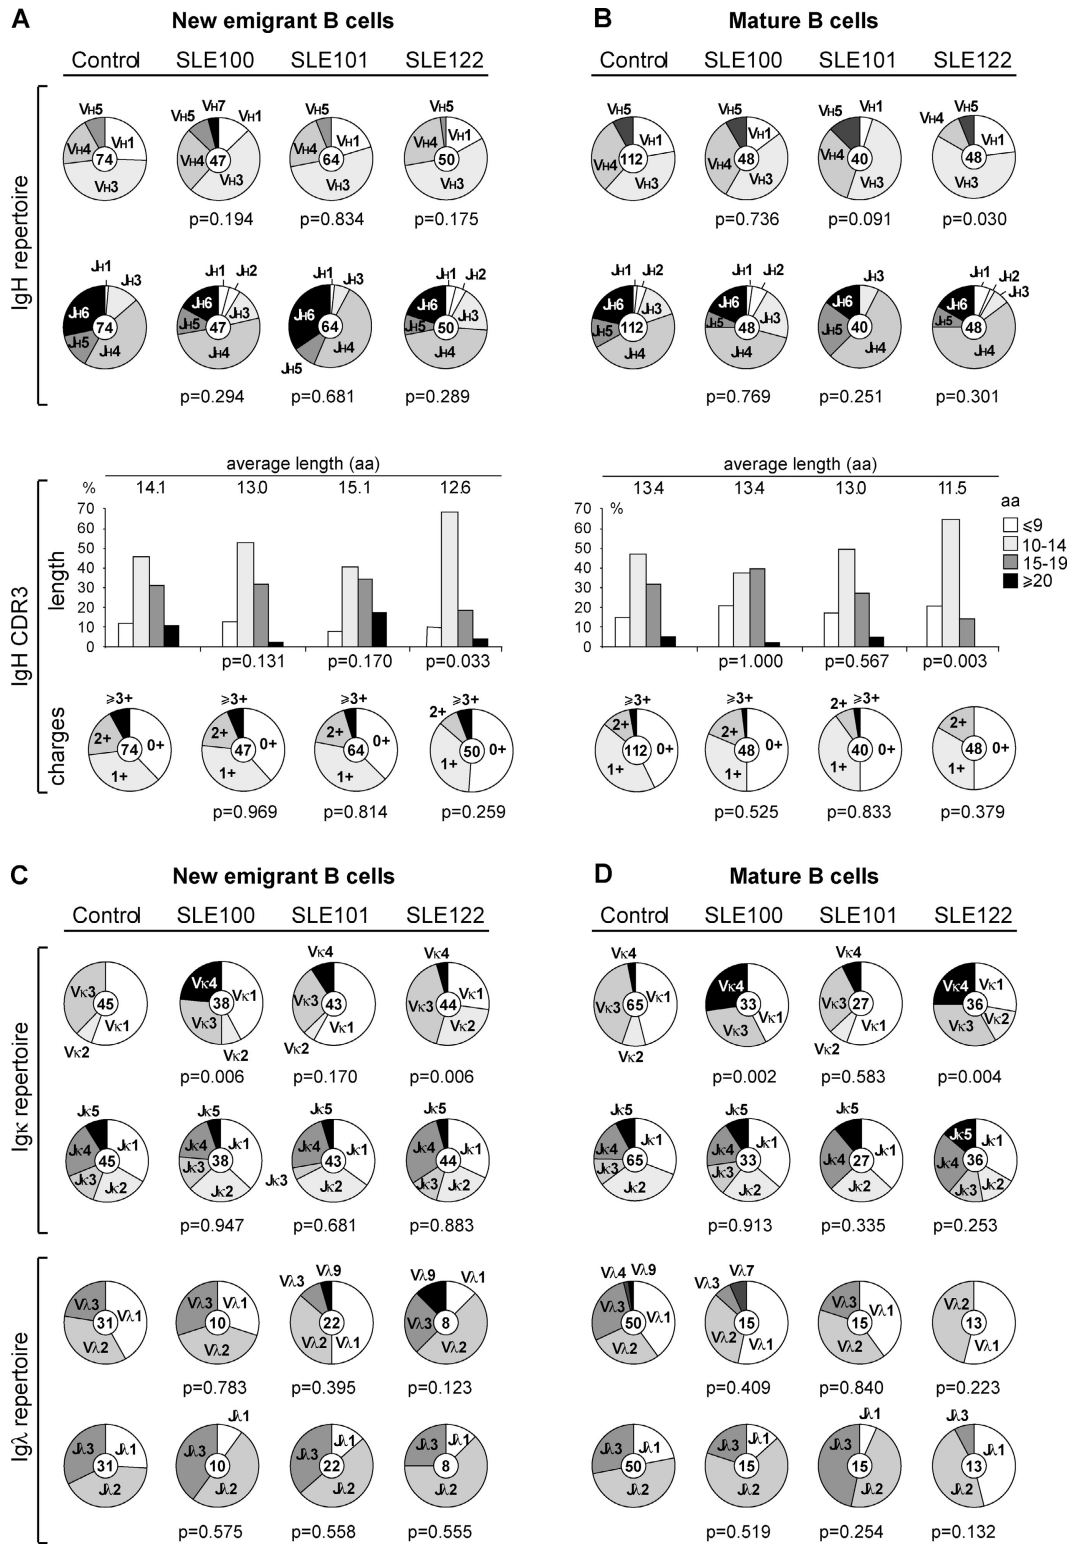 A New emigrant B cells
Control SLE100 SLE101 SLE122
IgH repertoire
VH5 VH4 74 VH3
VH5 VH7 VH1 VH4 47 VH3
VH5 VH1 VH4 64 VH3
VH5 VH1 VH4 50 VH3
p=0.194 p=0.834 p=0.175
JH1 JH3 JH6 74 JH5 JH4
JH1 JH2 JH6 47 JH3 JH5 JH4
JH1 JH3 JH6 64 JH4 JH5
JH1 JH2 JH6 50 JH3 JH5 JH4
p=0.294 p=0.681 p=0.289
IgH CDR3
average length (aa)
14.1 13.0 15.1 12.6
%
length
70
60
50
40
30
20
10
0
p=0.131 p=0.170 p=0.033
charges
⩾3+ 2+ 74 0+ 1+
⩾3+ 2+ 47 0+ 1+
⩾3+ 2+ 64 0+ 1+
2+ ⩾3+ 50 0+ 1+
p=0.969 p=0.814 p=0.259
B Mature B cells
Control SLE100 SLE101 SLE122
VH5 VH1 VH4 112 VH3
VH5 VH1 VH4 48 VH3
VH5 VH1 VH4 40 VH3
VH4 VH5 VH1 48 VH3
p=0.736 p=0.091 p=0.030
JH1 JH2 JH6 JH3 112 JH5 JH4
JH1 JH2 JH6 JH3 48 JH5 JH4
JH3 JH6 40 JH5 JH4
JH1 JH2 JH3 JH6 48 JH5 JH4
p=0.769 p=0.251 p=0.301
average length (aa)
13.4 13.4 13.0 11.5
%
70
60
50
40
30
20
10
0
aa
⩽9
10-14
15-19
⩾20
p=1.000 p=0.567 p=0.003
⩾3+ 2+ 112 0+ 1+
⩾3+ 2+ 48 0+ 1+
2+ ⩾3+ 40 0+ 1+
2+ 48 0+ 1+
p=0.525 p=0.833 p=0.379
C New emigrant B cells
Control SLE100 SLE101 SLE122
Igκ repertoire
Vκ3 45 Vκ2
Vκ4 Vκ1 38 Vκ3 Vκ2
Vκ4 Vκ3 43 Vκ1 Vκ2
Vκ4 Vκ3 Vκ1 44 Vκ2
p=0.006 p=0.170 p=0.006
Jκ5 Jκ4 Jκ1 45 Jκ3 Jκ2
Jκ5 Jκ4 Jκ1 38 Jκ3 Jκ2
Jκ5 Jκ4 Jκ1 43 Jκ3 Jκ2
Jκ5 Jκ4 Jκ1 44 Jκ3 Jκ2
p=0.947 p=0.681 p=0.883
Igλ repertoire
Vλ3 31 Vλ1 Vλ2
Vλ3 Vλ1 10 Vλ2
Vλ3 Vλ9 22 Vλ2 Vλ1
Vλ9 Vλ1 Vλ3 8 Vλ2
p=0.783 p=0.395 p=0.123
Jλ3 Jλ1 31 Jλ2
Jλ1 Jλ3 10 Jλ2
Jλ3 Jλ1 22 Jλ2
Jλ3 Jλ1 8 Jλ2
p=0.575 p=0.558 p=0.555
D Mature B cells
Control SLE100 SLE101 SLE122
Vκ4 Vκ3 65 Vκ1 Vκ2
Vκ4 33 Vκ1 Vκ3
Vκ4 Vκ3 27 Vκ1 Vκ2
Vκ4 Vκ1 36 Vκ3 Vκ2
p=0.002 p=0.583 p=0.004
Jκ5 Jκ4 Jκ1 65 Jκ3 Jκ2
Jκ5 Jκ4 Jκ1 33 Jκ3 Jκ2
Jκ5 Jκ4 27 Jκ1 Jκ2
Jκ5 Jκ4 36 Jκ1 Jκ3 Jκ2
p=0.913 p=0.335 p=0.253
Vλ4 Vλ9 Vλ3 50 Vλ1 Vλ2
Vλ3 Vλ7 15 Vλ2 Vλ1
Vλ3 15 Vλ1 Vλ2
Vλ2 13 Vλ1
p=0.409 p=0.840 p=0.223
Jλ3 Jλ1 50 Jλ2
Jλ3 Jλ1 15 Jλ2
Jλ1 Jλ3 15 Jλ2
Jλ3 Jλ1 13 Jλ2
p=0.519 p=0.254 p=0.132